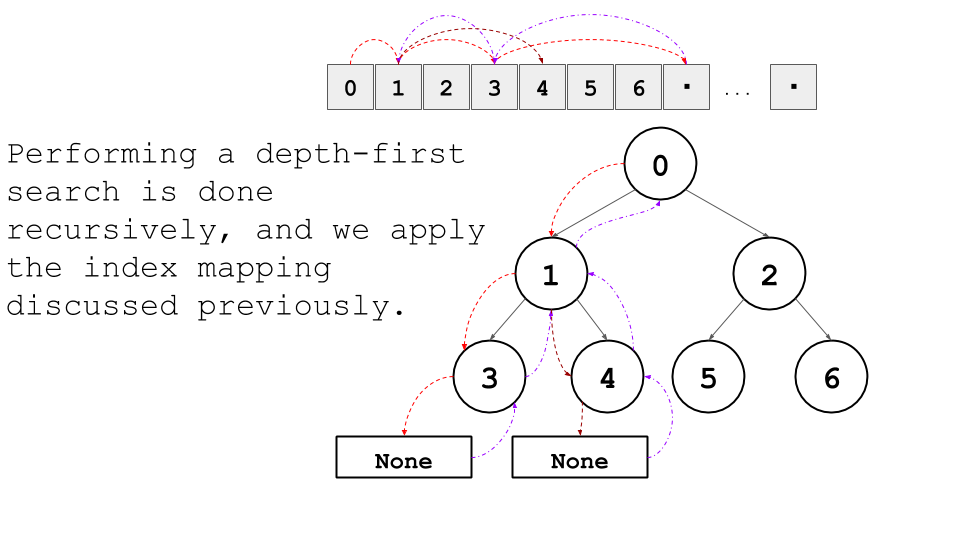 0 1 2 3 4 5 6 . ... .
Performing a depth-first
search is done
recursively, and we apply
the index mapping
discussed previously.
0
1 2
3 4 5 6
None None